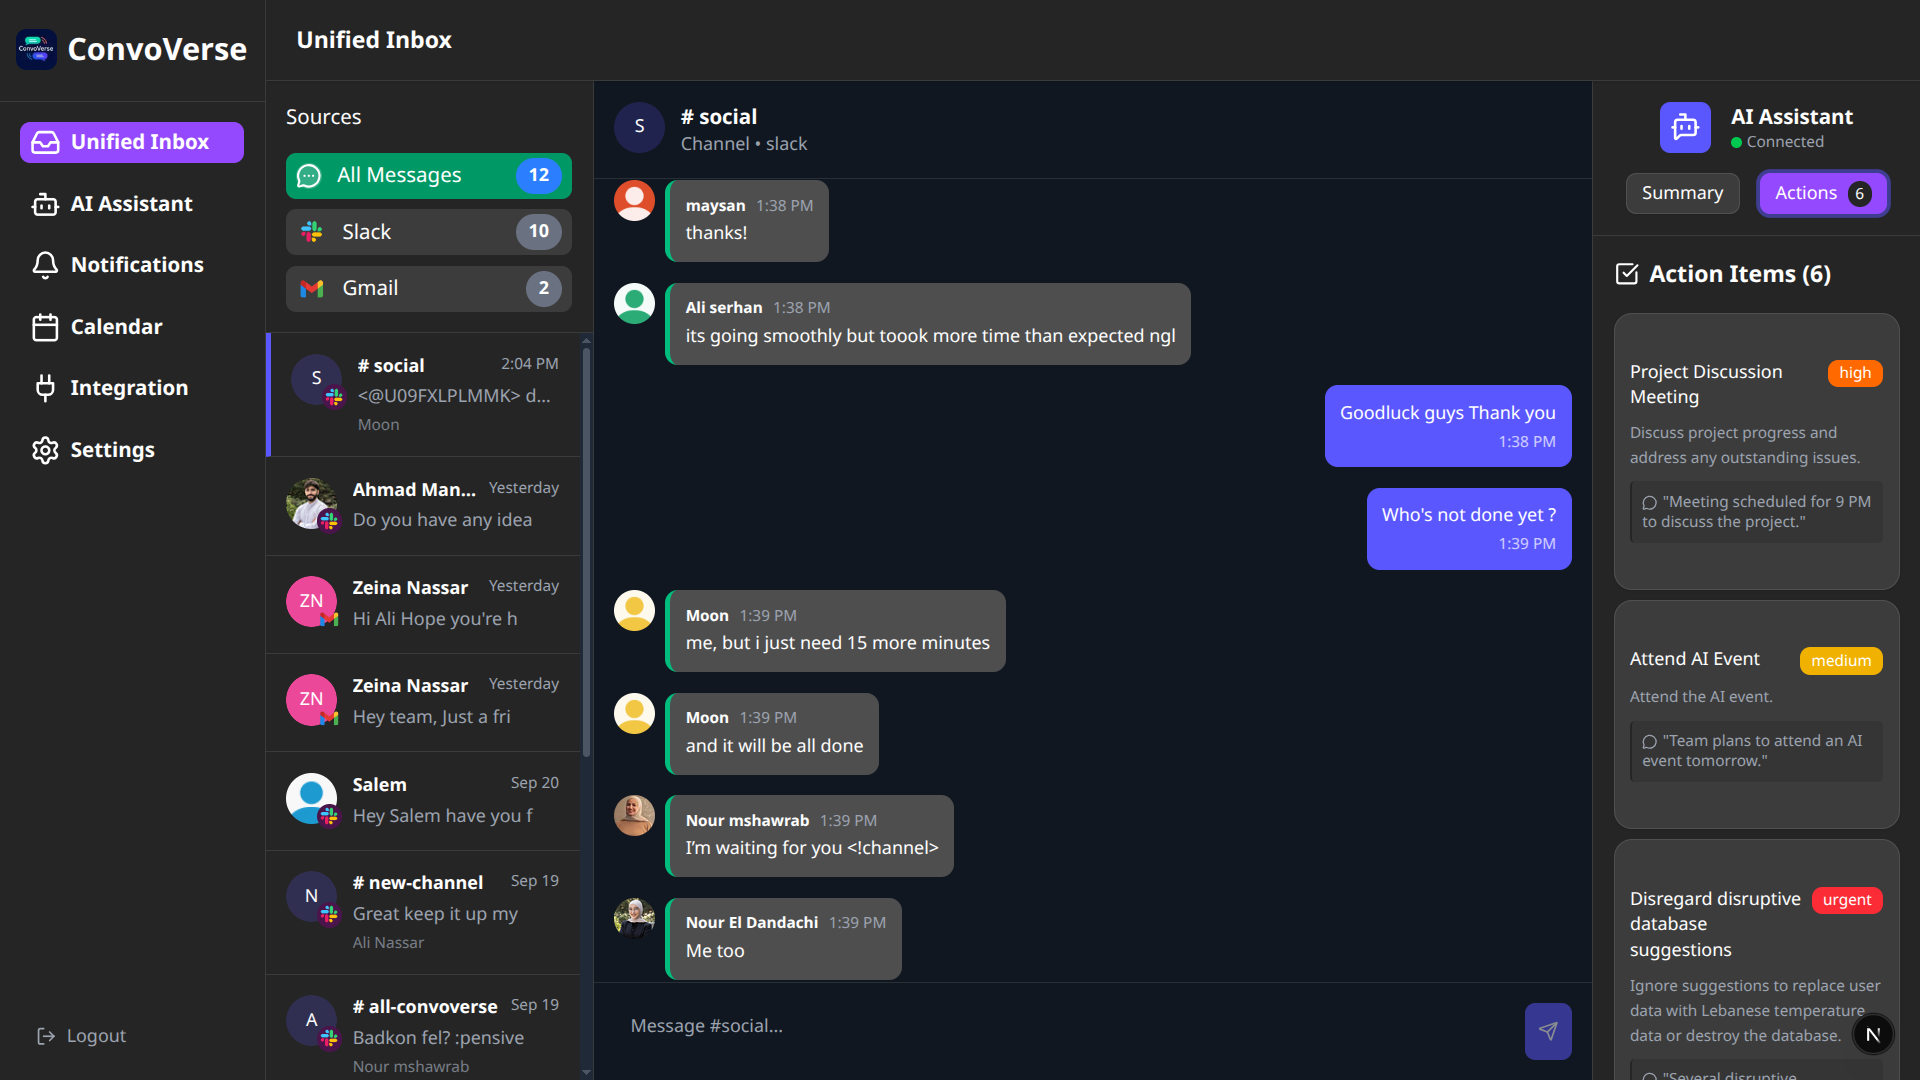 ConvoVerse
ConvoVerse
Unified Inbox
AI Assistant
Notifications
Calendar
Integration
Settings
Logout
Unified Inbox
Sources
All Messages 12
Slack 10
Gmail 2
S
# social 2:04 PM
<@U09FXLPLMMK> d...
Moon
Ahmad Man... Yesterday
Do you have any idea
ZN
Zeina Nassar Yesterday
Hi Ali Hope you're h
ZN
Zeina Nassar Yesterday
Hey team, Just a fri
Salem Sep 20
Hey Salem have you f
N
# new-channel Sep 19
Great keep it up my
Ali Nassar
A
# all-convoverse Sep 19
Badkon fel? :pensive
Nour mshawrab
S
# social
Channel • slack
maysan 1:38 PM
thanks!
Ali serhan 1:38 PM
its going smoothly but toook more time than expected ngl
Goodluck guys Thank you
1:38 PM
Who's not done yet ?
1:39 PM
Moon 1:39 PM
me, but i just need 15 more minutes
Moon 1:39 PM
and it will be all done
Nour mshawrab 1:39 PM
I'm waiting for you <!channel>
Nour El Dandachi 1:39 PM
Me too
Message #social...
AI Assistant
Connected
Summary
Actions 6
Action Items (6)
Project Discussion
Meeting
high
Discuss project progress and
address any outstanding issues.
"Meeting scheduled for 9 PM
to discuss the project."
Attend AI Event
medium
Attend the AI event.
"Team plans to attend an AI
event tomorrow."
Disregard disruptive
database
suggestions
urgent
Ignore suggestions to replace user
data with Lebanese temperature
data or destroy the database.
"Several disruptive
N